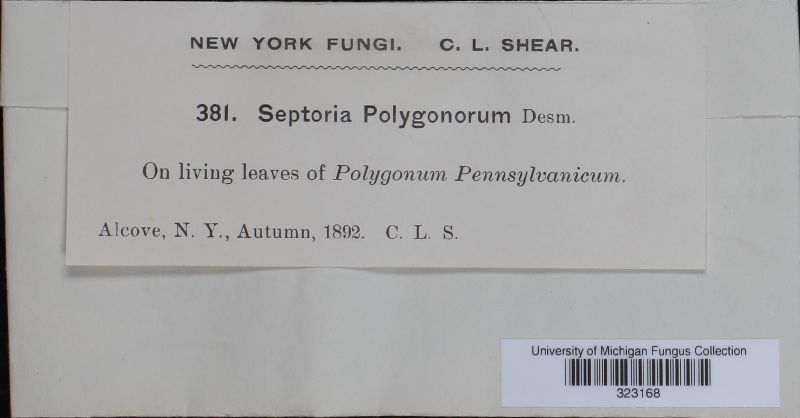 NEW YORK FUNGI. C. L. SHEAR.
381. Septoria Polygonorum Desm.
On living leaves of Polygonum Pennsylvanicum.
Alcove, N. Y., Autumn, 1892. C. L. S.
University of Michigan Fungus Collection
323168